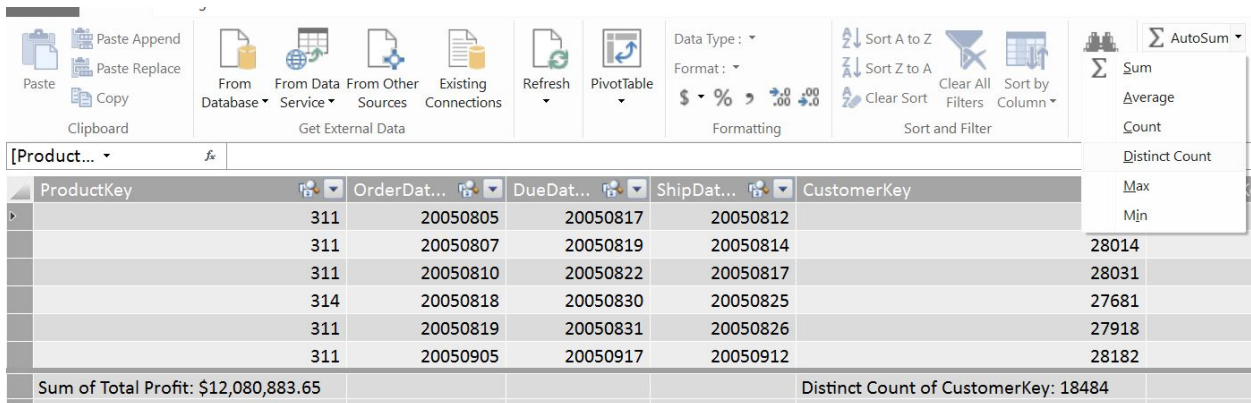 Paste
Paste Append
Paste Replace
Copy
Clipboard
From Database
From Data Service
From Other Sources
Existing Connections
Get External Data
Refresh
PivotTable
Data Type :
Format :
$ % ,
Formatting
Sort A to Z
Sort Z to A
Clear Sort
Clear All Filters
Sort by Column
Sort and Filter
Σ AutoSum
Σ Sum
Average
Count
Distinct Count
Max
Min
[Product... fx
ProductKey OrderDat... DueDat... ShipDat... CustomerKey
311 20050805 20050817 20050812
311 20050807 20050819 20050814 28014
311 20050810 20050822 20050817 28031
314 20050818 20050830 20050825 27681
311 20050819 20050831 20050826 27918
311 20050905 20050917 20050912 28182
Sum of Total Profit: $12,080,883.65 Distinct Count of CustomerKey: 18484